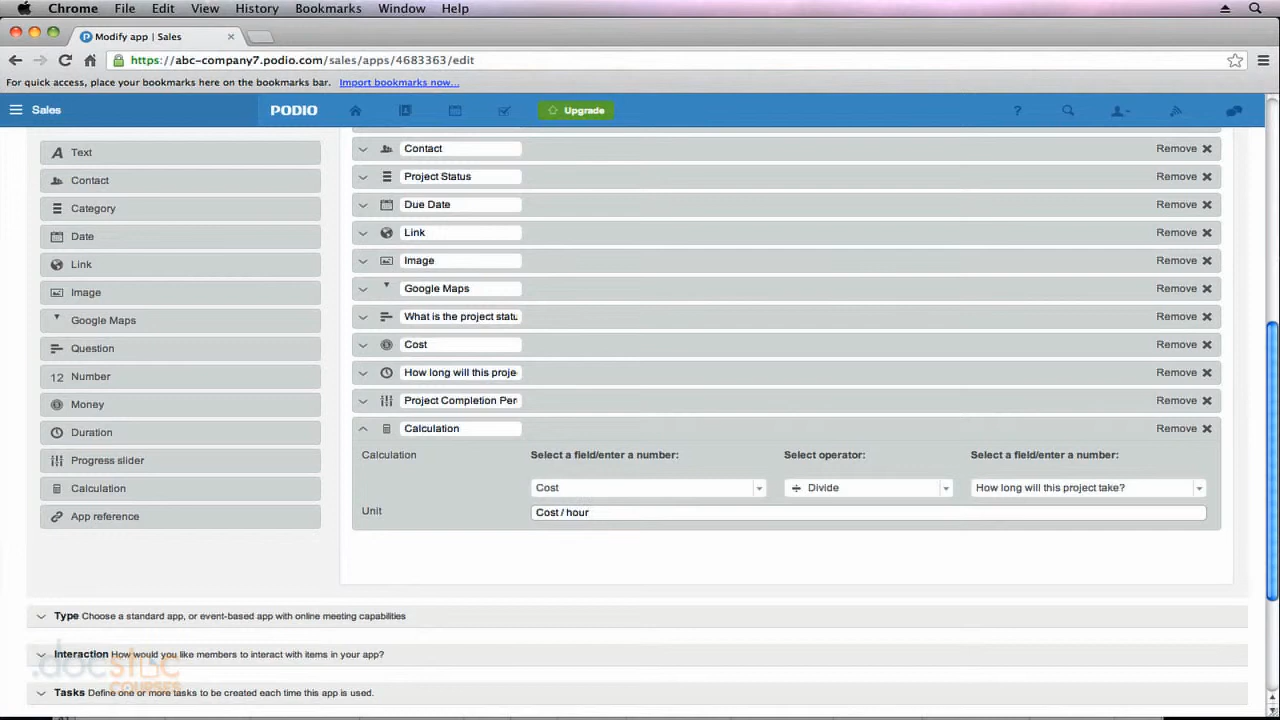 Chrome File Edit View History Bookmarks Window Help
Modify app | Sales
https://abc-company7.podio.com/sales/apps/4683363/edit
For quick access, place your bookmarks here on the bookmarks bar. Import bookmarks now...
Sales PODIO Upgrade ?
Text
Contact
Category
Date
Link
Image
Google Maps
Question
12 Number
Money
Duration
Progress slider
Calculation
App reference
Contact Remove
Project Status Remove
Due Date Remove
Link Remove
Image Remove
Google Maps Remove
What is the project statu Remove
Cost Remove
How long will this proje Remove
Project Completion Per Remove
Calculation Remove
Calculation Select a field/enter a number: Select operator: Select a field/enter a number:
Cost ÷ Divide How long will this project take?
Unit Cost / hour
Type Choose a standard app, or event-based app with online meeting capabilities
Interaction How would you like members to interact with items in your app?
Tasks Define one or more tasks to be created each time this app is used.
docstoc
COURSES